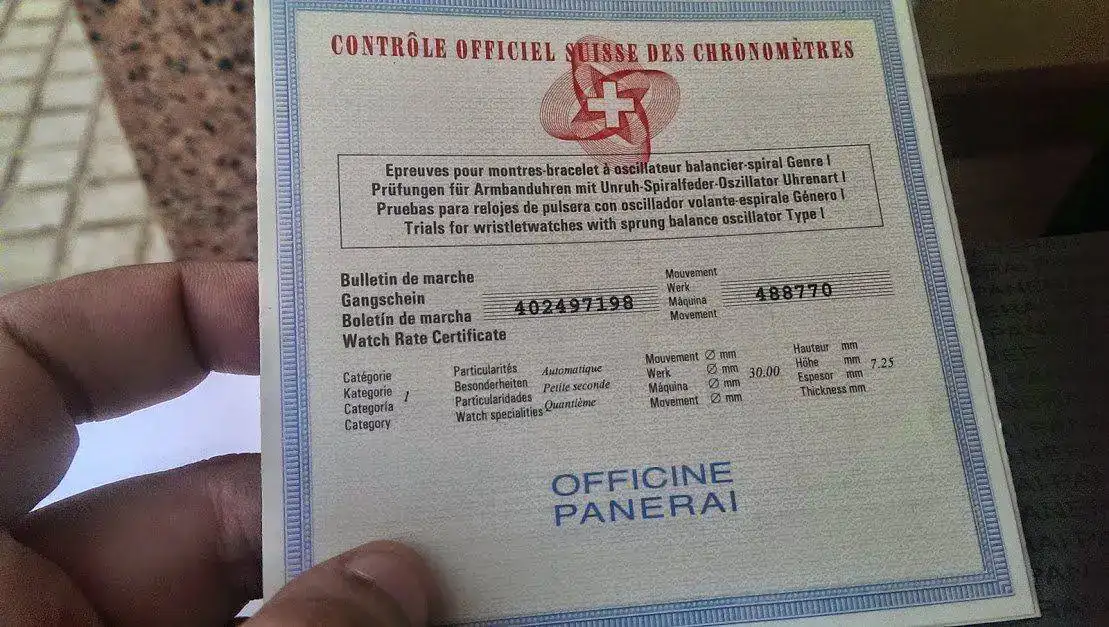 CONTRÔLE OFFICIEL SUISSE DES CHRONOMÈTRES
Epreuves pour montres-bracelet à oscillateur balancier-spiral Genre I
Prüfungen für Armbanduhren mit Unruh-Spiralfeder-Oszillator Uhrenart I
Pruebas para relojes de pulsera con oscillador volante-espirale Género I
Trials for wristletwatches with sprung balance oscillator Type I
Bulletin de marche
Gangschein
Boletín de marcha
Watch Rate Certificate
402497198
Mouvement
Werk
Máquina
Movement
488770
Catégorie
Kategorie
Categoría
Category
1
Particularités
Besonderheiten
Particularidades
Watch specialities
Automatique
Petite seconde
Quantième
Mouvement ∅ mm
Werk ∅ mm
Máquina ∅ mm
Movement ∅ mm
30.00
Hauteur mm
Höhe mm
Espesor mm
Thickness mm
7.25
OFFICINE
PANERAI